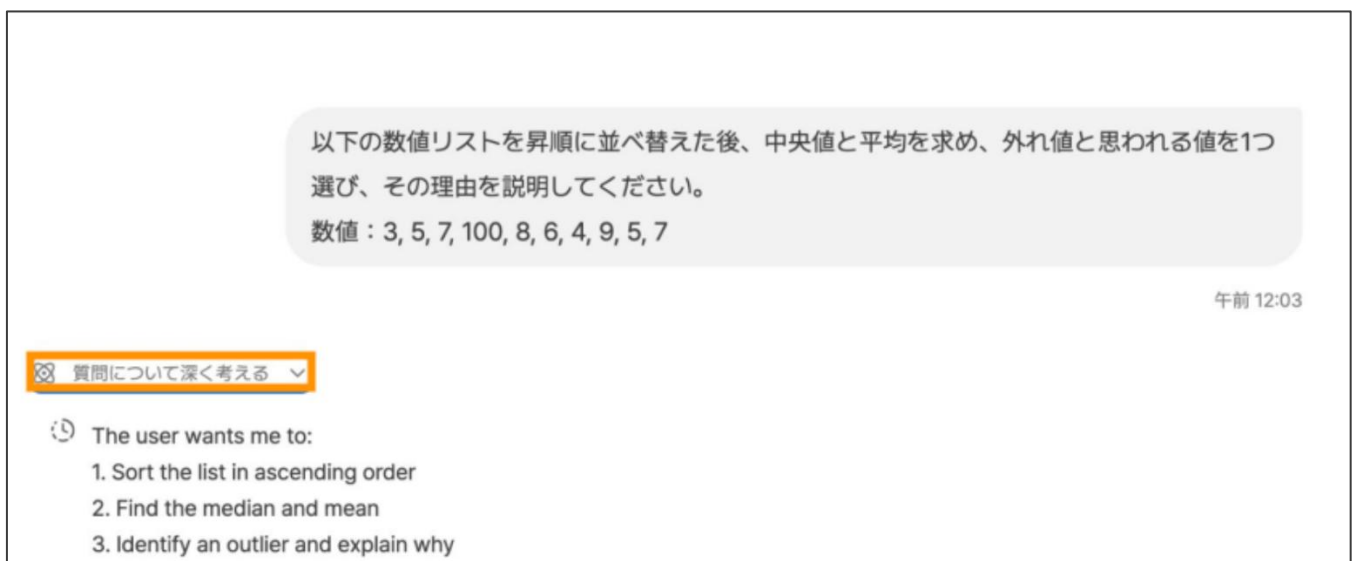 以下の数値リストを昇順に並べ替えた後、中央値と平均を求め、外れ値と思われる値を1つ
選び、その理由を説明してください。
数値：3, 5, 7, 100, 8, 6, 4, 9, 5, 7
午前 12:03
質問について深く考える
The user wants me to:
1. Sort the list in ascending order
2. Find the median and mean
3. Identify an outlier and explain why